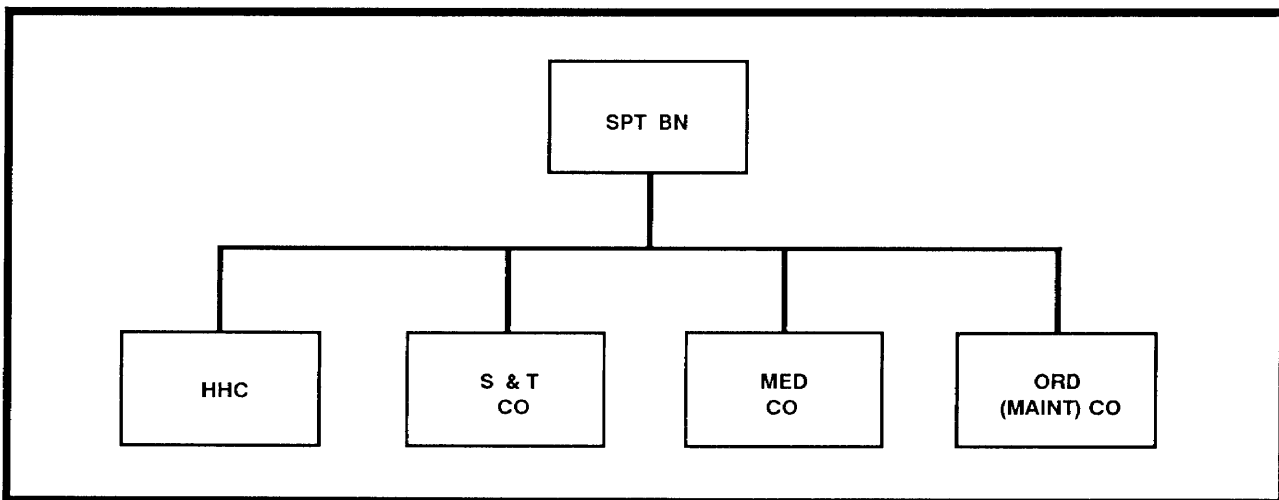 SPT BN
HHC
S & T
CO
MED
CO
ORD
(MAINT) CO